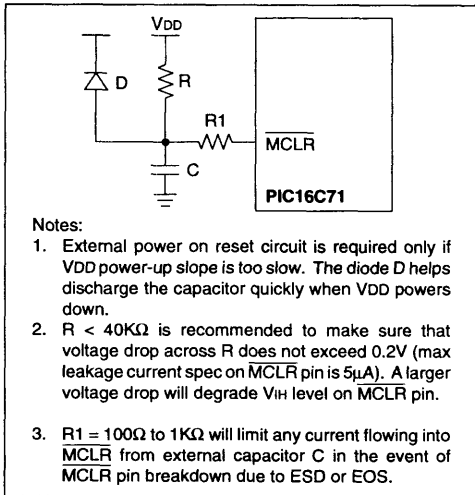 VDD
D
R
R1
MCLR
C
PIC16C71
Notes:
1. External power on reset circuit is required only if
VDD power-up slope is too slow. The diode D helps
discharge the capacitor quickly when VDD powers
down.
2. R < 40KΩ is recommended to make sure that
voltage drop across R does not exceed 0.2V (max
leakage current spec on MCLR pin is 5µA). A larger
voltage drop will degrade VIH level on MCLR pin.
3. R1 = 100Ω to 1KΩ will limit any current flowing into
MCLR from external capacitor C in the event of
MCLR pin breakdown due to ESD or EOS.